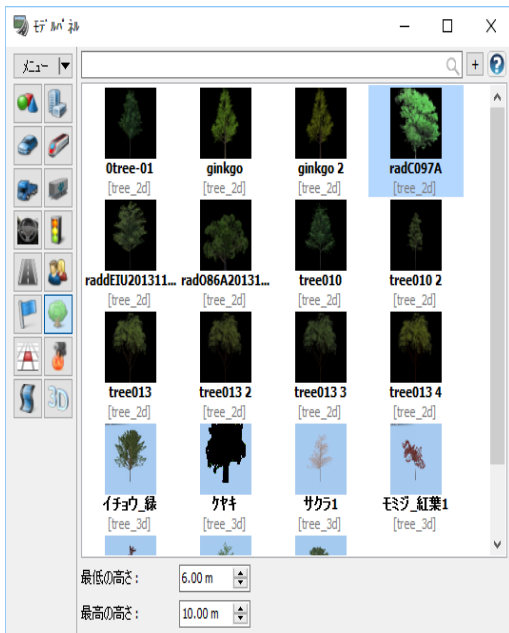 モデルパネル
メニュー
Otree-01 ginkgo ginkgo 2 radC097A
[tree_2d] [tree_2d] [tree_2d] [tree_2d]
raddEIU201311... rad086A20131... tree010 tree010 2
[tree_2d] [tree_2d] [tree_2d] [tree_2d]
tree013 tree013 2 tree013 3 tree013 4
[tree_2d] [tree_2d] [tree_2d] [tree_2d]
イチョウ_緑 ケヤキ サクラ1 モミジ_紅葉1
[tree_3d] [tree_3d] [tree_3d] [tree_3d]
最低の高さ: 6.00 m
最高の高さ: 10.00 m
3D